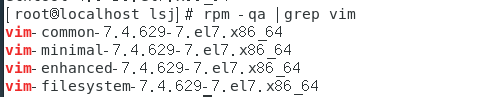 [root@localhost lsj]# rpm -qa |grep vim
vim-common-7.4.629-7.el7.x86_64
vim-minimal-7.4.629-7.el7.x86_64
vim-enhanced-7.4.629-7.el7.x86_64
vim-filesystem-7.4.629-7.el7.x86_64